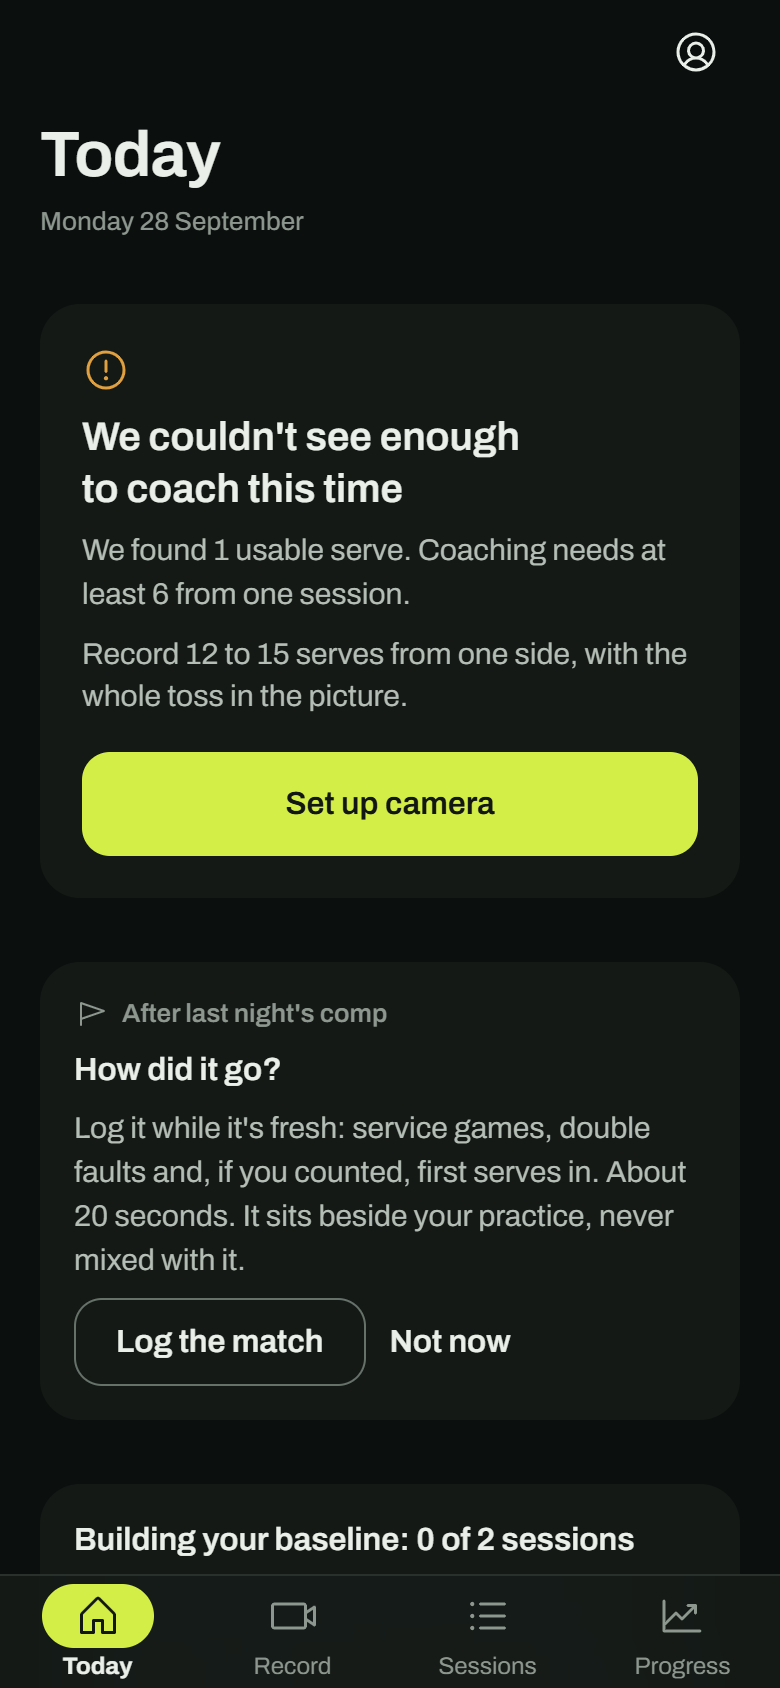 Today
Monday 28 September
We couldn't see enough
to coach this time
We found 1 usable serve. Coaching needs at
least 6 from one session.
Record 12 to 15 serves from one side, with the
whole toss in the picture.
Set up camera
After last night's comp
How did it go?
Log it while it's fresh: service games, double
faults and, if you counted, first serves in. About
20 seconds. It sits beside your practice, never
mixed with it.
Log the match
Not now
Building your baseline: 0 of 2 sessions
Today
Record
Sessions
Progress